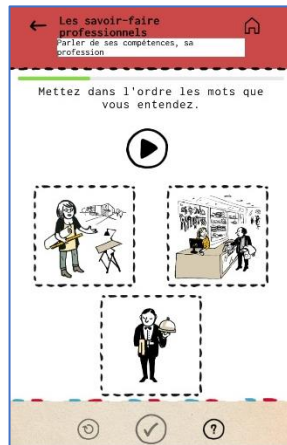 Les savoir-faire
professionnels
Parler de ses compétences, sa
profession
Mettez dans l'ordre les mots que
vous entendez.
?